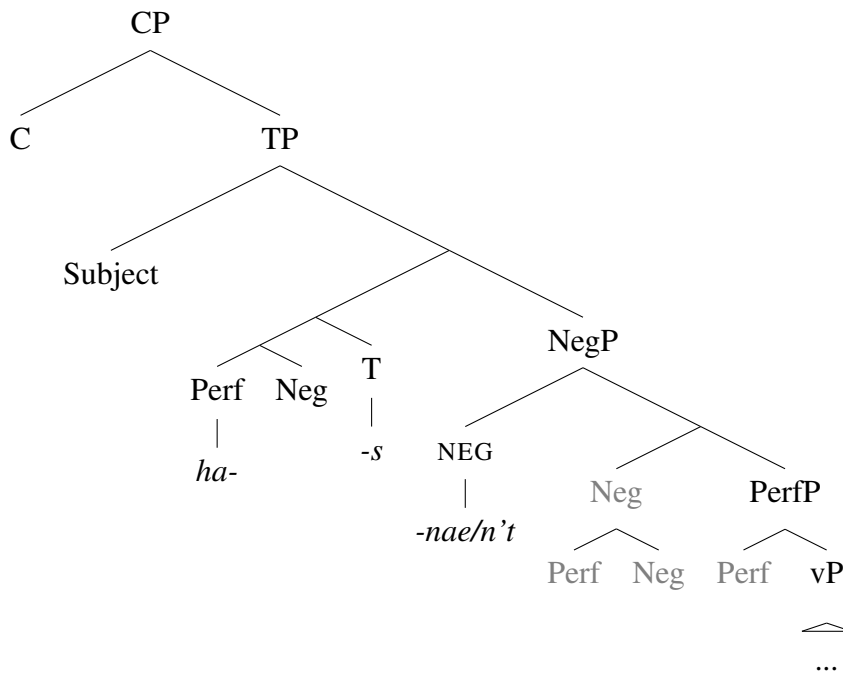 CP
C TP
Subject
NegP
Perf Neg T
ha- -s NEG
-nae/n't
Neg PerfP
Perf Neg Perf vP
...